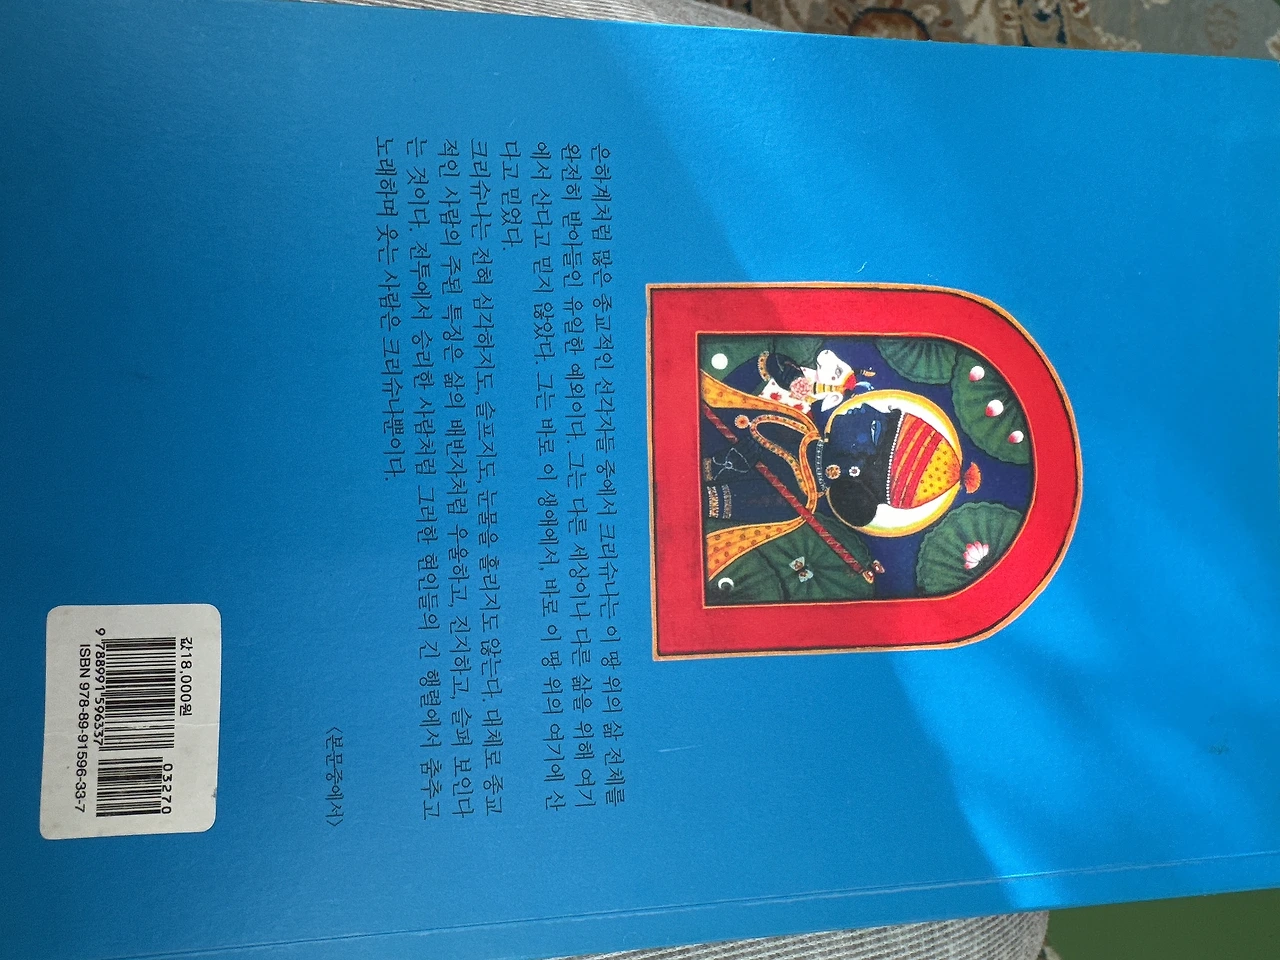 은하계처럼 많은 종교적인 선각자들 중에서 크리슈나는 이 땅 위의 삶 전체를
완전히 받아들인 유일한 예외이다. 그는 다른 세상이나 다른 삶을 위해 여기
에서 산다고 믿지 않았다. 그는 바로 이 생애에서, 바로 이 땅 위의 여기에 산
다고 믿었다.
크리슈나는 전혀 심각하지도, 슬프지도, 눈물을 흘리지도 않는다. 대체로 종교
적인 사람의 주된 특징은 삶의 배반자처럼 우울하고, 진지하고, 슬퍼 보인다
는 것이다. 전투에서 승리한 사람처럼 그러한 현인들의 긴 행렬에서 춤추고
노래하며 웃는 사람은 크리슈나뿐이다.
〈본문중에서〉
값18,000원
03270
9 788991 596337
ISBN 978-89-91596-33-7